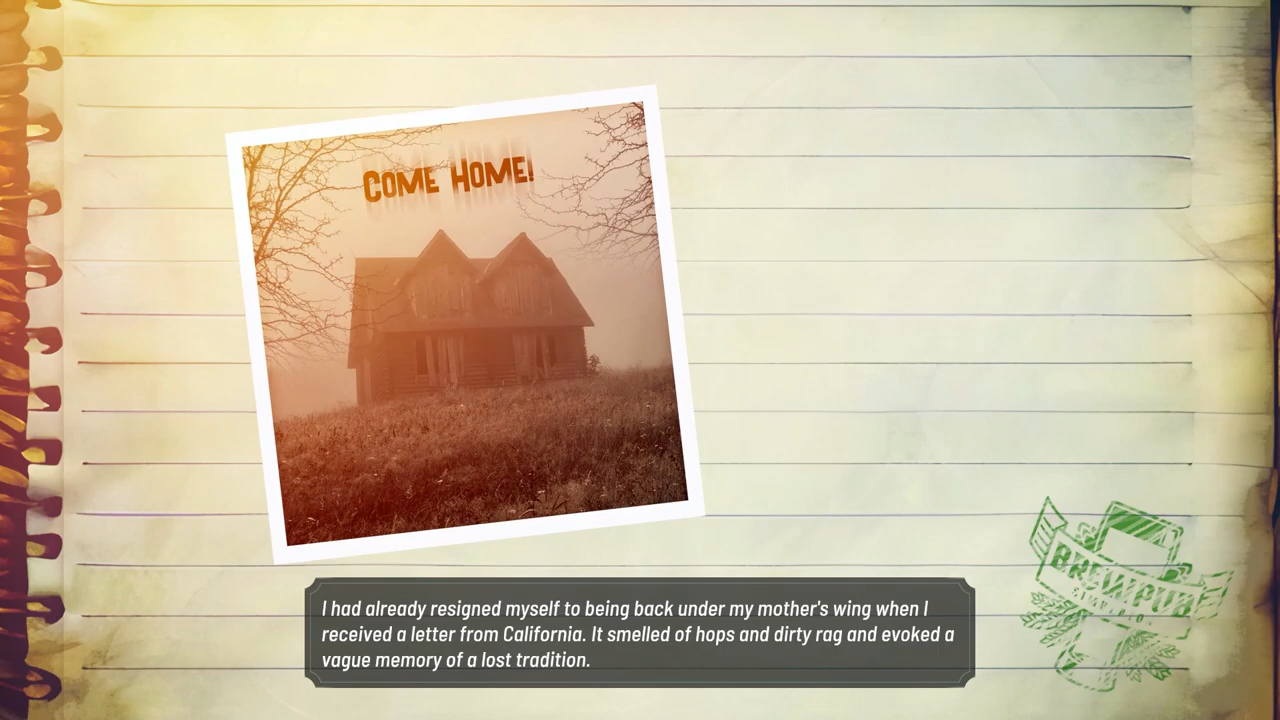 COME HOME!
I had already resigned myself to being back under my mother's wing when I
received a letter from California. It smelled of hops and dirty rag and evoked a
vague memory of a lost tradition.
BREWPUB
SIMULATOR